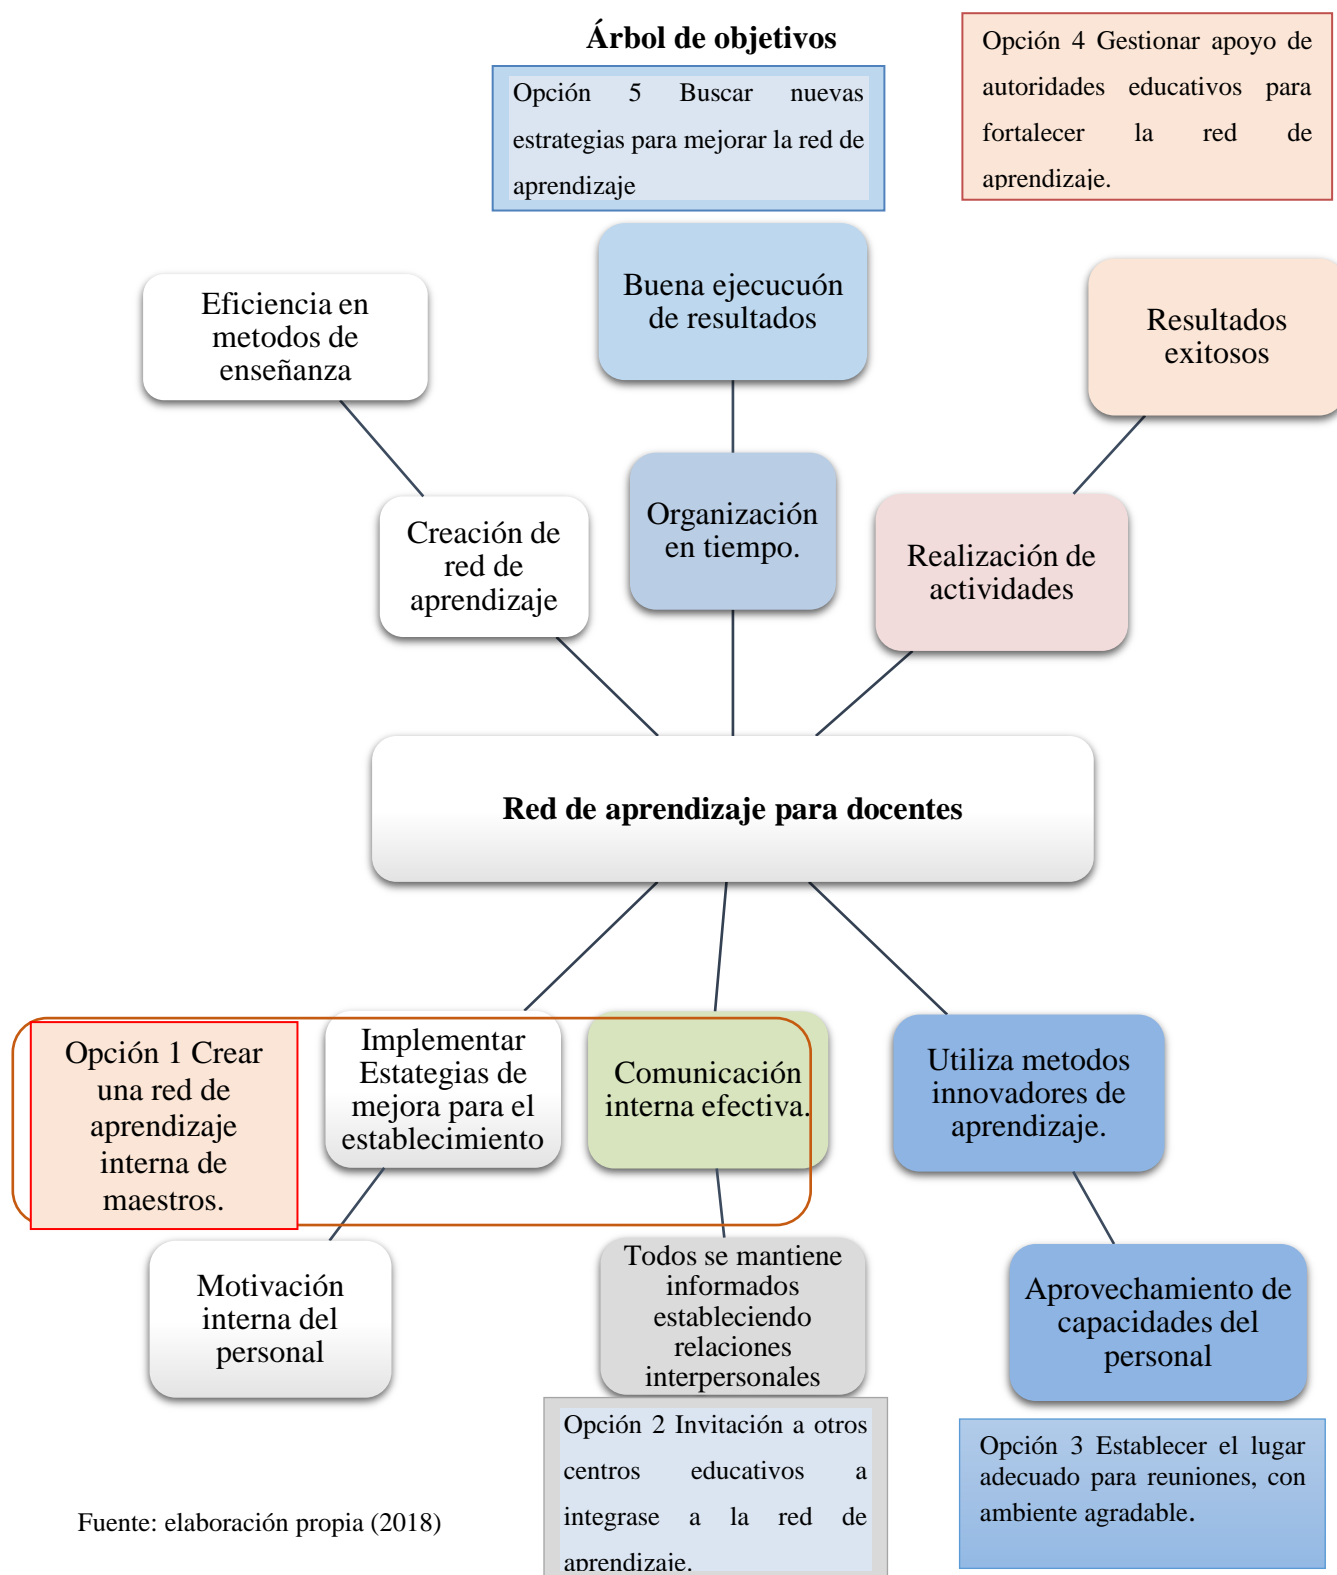 Árbol de objetivos
Opción 5 Buscar nuevas
estrategias para mejorar la red de
aprendizaje
Opción 4 Gestionar apoyo de
autoridades educativos para
fortalecer la red de
aprendizaje.
Eficiencia en
metodos de
enseñanza
Buena ejecucuón
de resultados
Resultados
exitosos
Creación de
red de
aprendizaje
Organización
en tiempo.
Realización de
actividades
Red de aprendizaje para docentes
Opción 1 Crear
una red de
aprendizaje
interna de
maestros.
Implementar
Estategias de
mejora para el
establecimiento
Comunicación
interna efectiva.
Utiliza metodos
innovadores de
aprendizaje.
Motivación
interna del
personal
Todos se mantiene
informados
estableciendo
relaciones
interpersonales
Aprovechamiento de
capacidades del
personal
Opción 2 Invitación a otros
centros educativos a
integrase a la red de
aprendizaje.
Opción 3 Establecer el lugar
adecuado para reuniones, con
ambiente agradable.
Fuente: elaboración propia (2018)